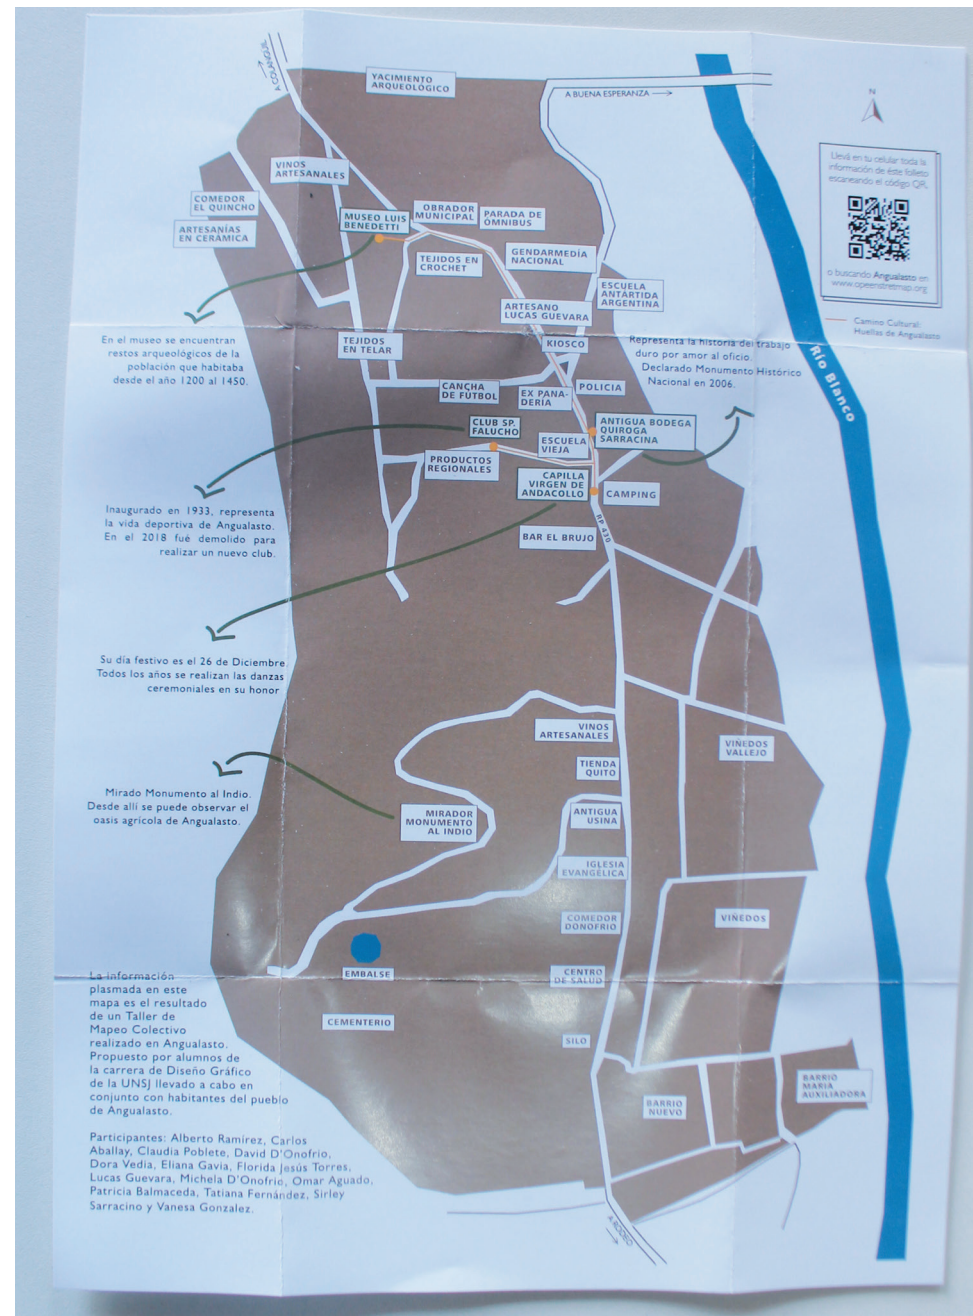 A COLANGÜIL
YACIMIENTO
ARQUEOLÓGICO
A BUENA ESPERANZA
N
Llevá en tu celular toda la
información de éste folleto
escaneando el código QR,
o buscando Angualasto en
www.opeenstretmap.org
Camino Cultural:
Huellas de Angualasto
VINOS
ARTESANALES
COMEDOR
EL QUINCHO
ARTESANÍAS
EN CERÁMICA
MUSEO LUIS
BENEDETTI
OBRADOR
MUNICIPAL
PARADA DE
ÓMNIBUS
TEJIDOS EN
CROCHET
GENDARMEDÍA
NACIONAL
ESCUELA
ANTÁRTIDA
ARGENTINA
ARTESANO
LUCAS GUEVARA
En el museo se encuentran
restos arqueológicos de la
población que habitaba
desde el año 1200 al 1450.
TEJIDOS
EN TELAR
KIOSCO
Representa la historia del trabajo
duro por amor al oficio.
Declarado Monumento Histórico
Nacional en 2006.
Río Blanco
CANCHA
DE FÚTBOL
EX PANA-
DERÍA
POLICIA
CLUB SP.
FALUCHO
ESCUELA
VIEJA
ANTIGUA BODEGA
QUIROGA
SARRACINA
PRODUCTOS
REGIONALES
CAPILLA
VIRGEN DE
ANDACOLLO
CAMPING
Inaugurado en 1933, representa
la vida deportiva de Angualasto.
En el 2018 fué demolido para
realizar un nuevo club.
RP 430
BAR EL BRUJO
Su día festivo es el 26 de Diciembre
Todos los años se realizan las danzas
ceremoniales en su honor
VINOS
ARTESANALES
VIÑEDOS
VALLEJO
TIENDA
QUITO
Mirado Monumento al Indio.
Desde allí se puede observar el
oasis agrícola de Angualasto.
MIRADOR
MONUMENTO
AL INDIO
ANTIGUA
USINA
IGLESIA
EVANGÉLICA
COMEDOR
DONOFRIO
VIÑEDOS
EMBALSE
CENTRO
DE SALUD
CEMENTERIO
SILO
BARRIO
NUEVO
BARRIO
MARIA
AUXILIADORA
A RODEO
La información
plasmada en este
mapa es el resultado
de un Taller de
Mapeo Colectivo
realizado en Angualasto.
Propuesto por alumnos de
la carrera de Diseño Gráfico
de la UNSJ llevado a cabo en
conjunto con habitantes del pueblo
de Angualasto.
Participantes: Alberto Ramírez, Carlos
Aballay, Claudia Poblete, David D'Onofrio,
Dora Vedia, Eliana Gavia, Florida Jesús Torres,
Lucas Guevara, Michela D'Onofrio, Omar Aguado,
Patricia Balmaceda, Tatiana Fernández, Sirley
Sarracino y Vanesa Gonzalez.